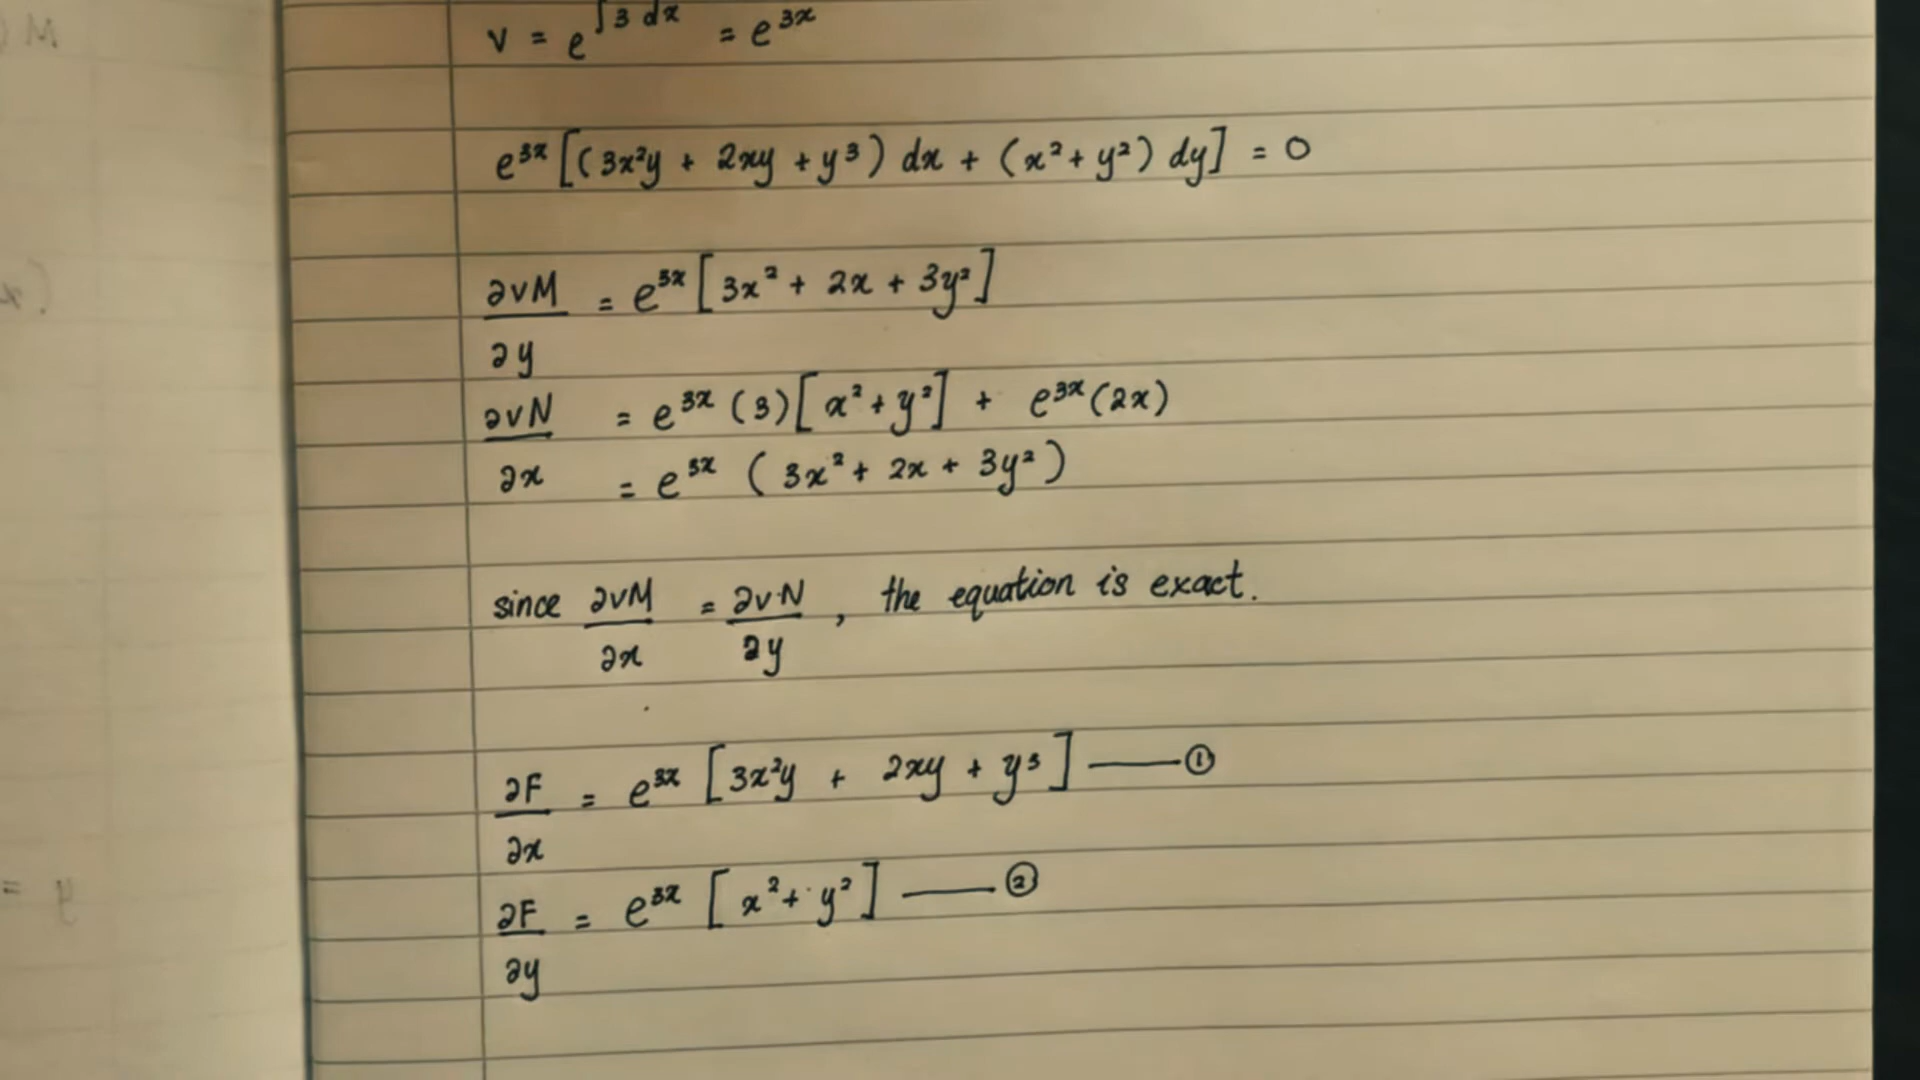 v = e^∫3 dx = e^3x
e^3x [(3x²y + 2xy + y³) dx + (x² + y²) dy] = 0
∂vM/∂y = e^3x [3x² + 2x + 3y²]
∂vN/∂x = e^3x (3)[x² + y²] + e^3x (2x)
= e^3x (3x² + 2x + 3y²)
since ∂vM/∂x = ∂v·N/∂y, the equation is exact.
∂F/∂x = e^3x [3x²y + 2xy + y³] —— ①
∂F/∂y = e^3x [x² + y²] —— ②